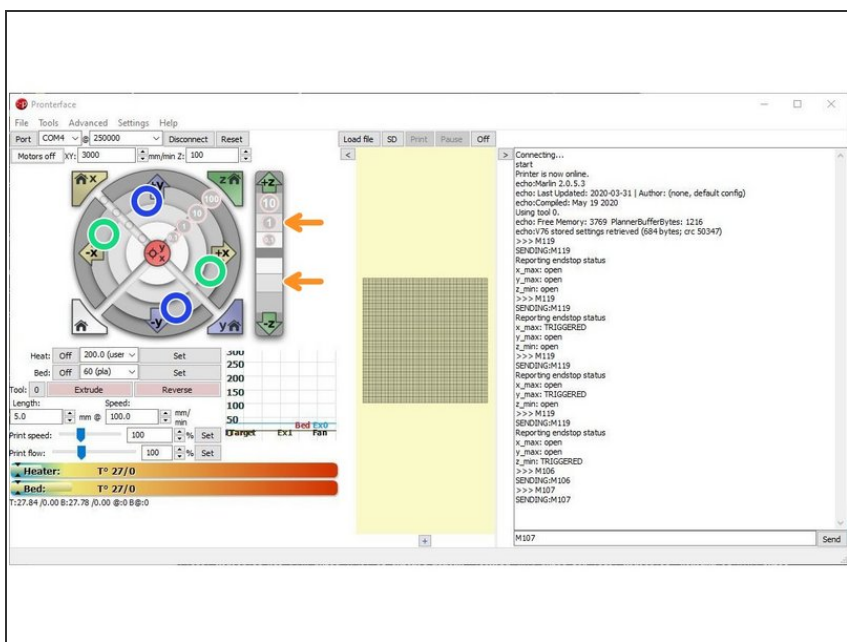 Pronterface
File Tools Advanced Settings Help
Port COM4 @ 250000 Disconnect Reset Load file SD Print Pause Off
Motors off XY: 3000 mm/min Z: 100 < >
X +y z +Z
100
10
1
10
1
-x y x +x
-y y -Z
Heat: Off 200.0 (user Set
Bed: Off 60 (pla) Set
Tool: 0 Extrude Reverse
Length: Speed:
5.0 mm @ 100.0 mm/min
Print speed: 100 % Set
Print flow: 100 % Set
300
250
200
150
100
50
Bed Ex0
Target Ex1 Fan
Heater: T° 27/0
Bed: T° 27/0
T:27.84 /0.00 B:27.78 /0.00 @:0 B@:0
+
Connecting...
start
Printer is now online.
echo:Marlin 2.0.5.3
echo: Last Updated: 2020-03-31 | Author: (none, default config)
echo:Compiled: May 19 2020
Using tool 0.
echo: Free Memory: 3769 PlannerBufferBytes: 1216
echo:V76 stored settings retrieved (684 bytes; crc 50347)
>>> M119
SENDING:M119
Reporting endstop status
x_max: open
y_max: open
z_min: open
>>> M119
SENDING:M119
Reporting endstop status
x_max: TRIGGERED
y_max: open
z_min: open
>>> M119
SENDING:M119
Reporting endstop status
x_max: open
y_max: TRIGGERED
z_min: open
>>> M119
SENDING:M119
Reporting endstop status
x_max: open
y_max: open
z_min: TRIGGERED
>>> M106
SENDING:M106
>>> M107
SENDING:M107
M107 Send